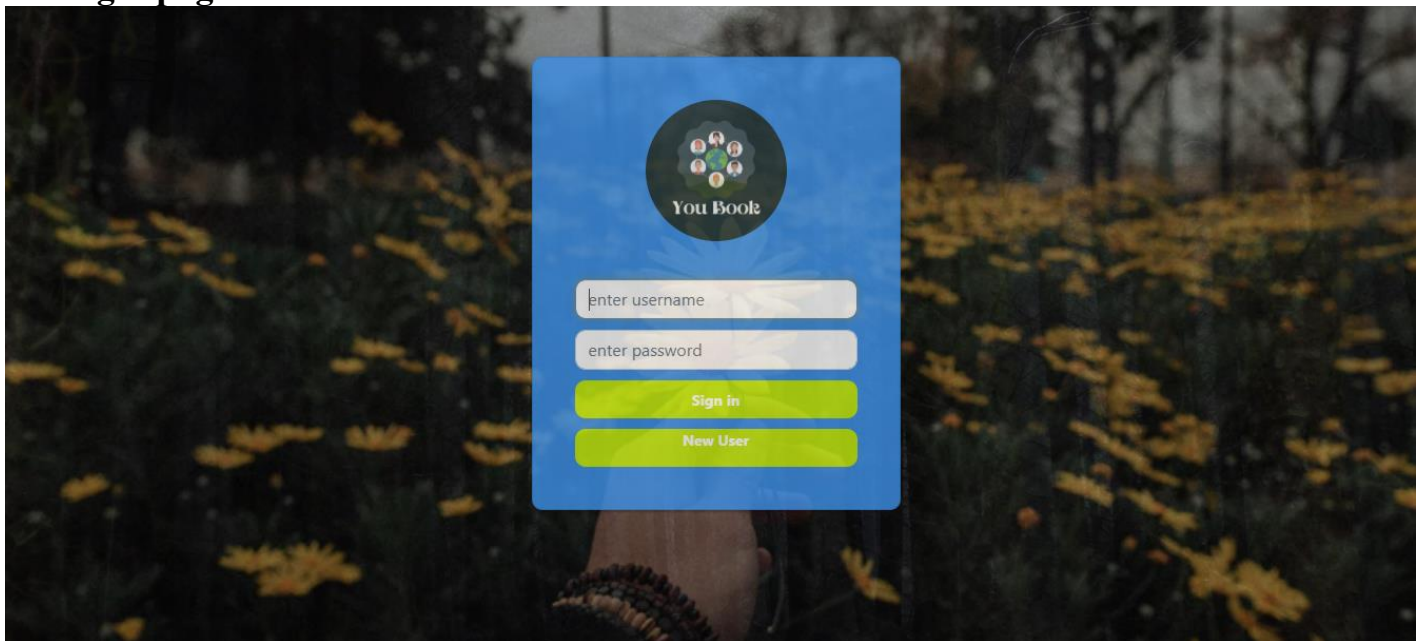 You Book
enter username
enter password
Sign in
New User